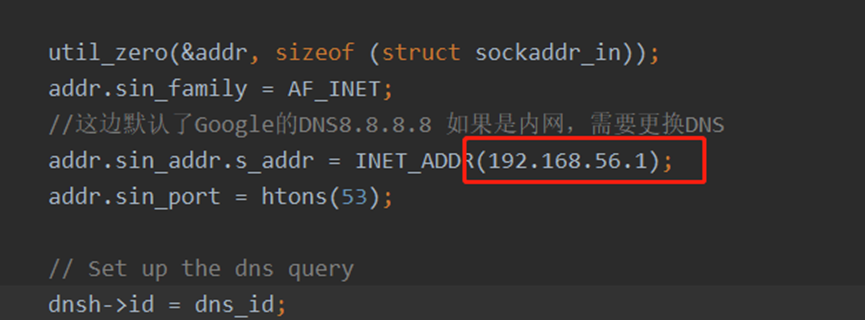 util_zero(&addr, sizeof (struct sockaddr_in));
addr.sin_family = AF_INET;
//这边默认了Google的DNS8.8.8.8 如果是内网，需要更换DNS
addr.sin_addr.s_addr = INET_ADDR(192.168.56.1);
addr.sin_port = htons(53);
// Set up the dns query
dnsh->id = dns_id;